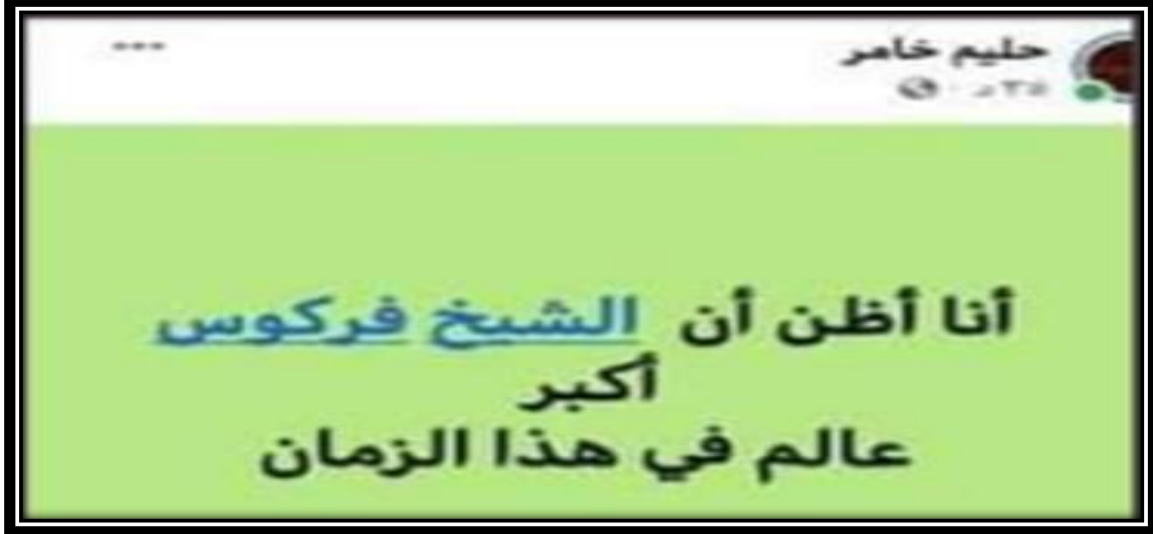 حليم خامر
أنا أظن أن الشيخ فركوس
أكبر
عالم في هذا الزمان